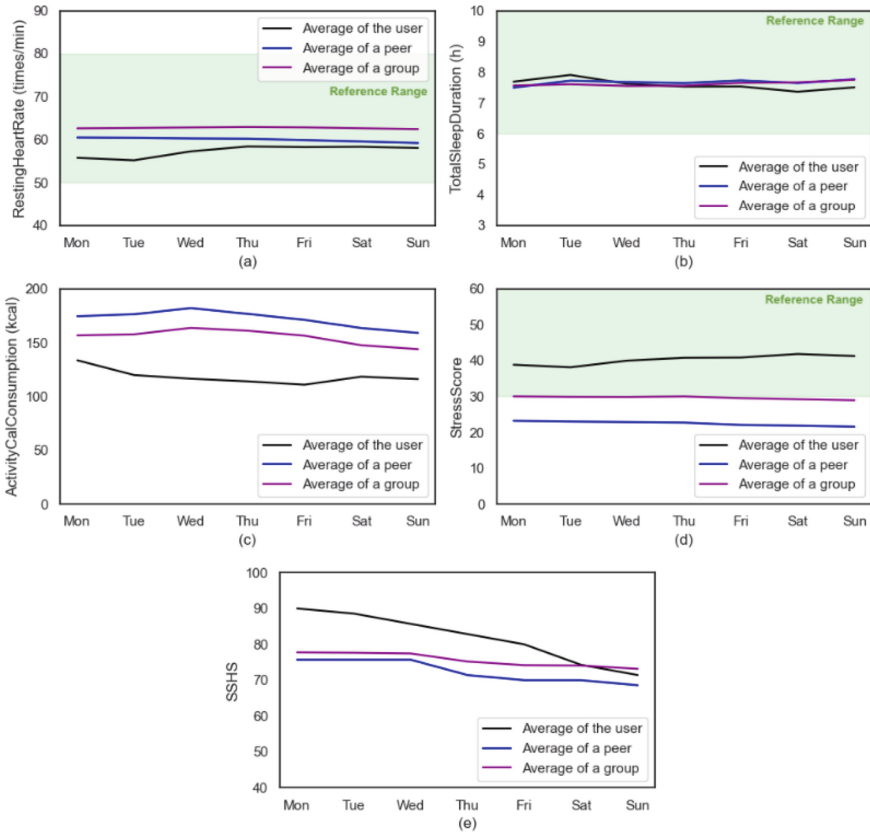 RestingHeartRate (times/min)
90
80
70
60
50
40
Average of the user
Average of a peer
Average of a group
Reference Range
Mon Tue Wed Thu Fri Sat Sun
(a)
TotalSleepDuration (h)
10
9
8
7
6
5
4
3
Reference Range
Average of the user
Average of a peer
Average of a group
Mon Tue Wed Thu Fri Sat Sun
(b)
ActivityCalConsumption (kcal)
200
150
100
50
0
Average of the user
Average of a peer
Average of a group
Mon Tue Wed Thu Fri Sat Sun
(c)
StressScore
60
50
40
30
20
10
0
Reference Range
Average of the user
Average of a peer
Average of a group
Mon Tue Wed Thu Fri Sat Sun
(d)
SSHS
100
90
80
70
60
50
40
Average of the user
Average of a peer
Average of a group
Mon Tue Wed Thu Fri Sat Sun
(e)